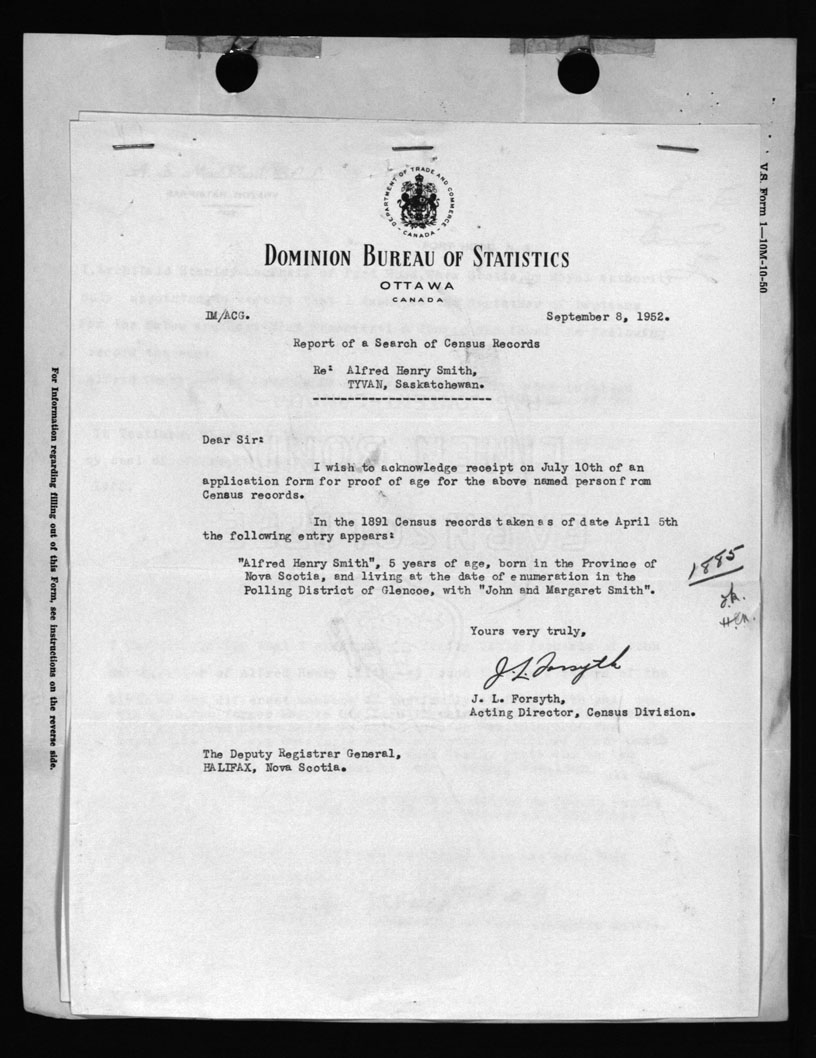 DEPARTMENT OF TRADE AND COMMERCE
CANADA
DOMINION BUREAU OF STATISTICS
OTTAWA
CANADA
IM/ACG.
September 8, 1952.
Report of a Search of Census Records
Re: Alfred Henry Smith,
TYVAN, Saskatchewan.
Dear Sir:
I wish to acknowledge receipt on July 10th of an
application form for proof of age for the above named personf rom
Census records.
In the 1891 Census records t akena s of date April 5th
the following entry appears:
"Alfred Henry Smith", 5 years of age, born in the Province of
Nova Scotia, and living at the date of e numeration in the
Polling District of Glencoe, with "John and Margaret Smith".
1885
Yours very truly,
J. L. Forsyth
J. L. Forsyth,
Acting Director, Census Division.
The Deputy Registrar General,
HALIFAX, Nova Scotia.
V.S. Form 1—10M-10-50
For Information regarding filling out of this Form, see instructions on the reverse side.